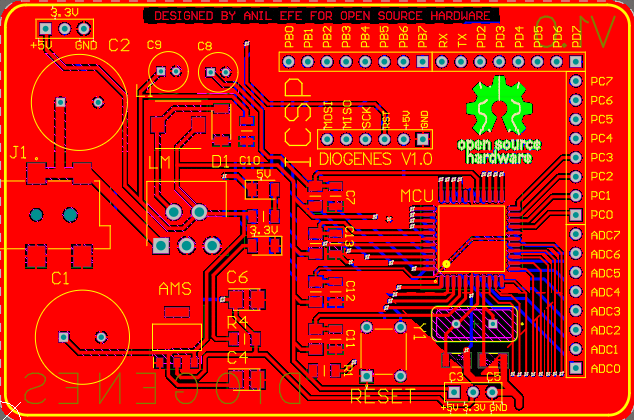 DESIGNED BY ANIL EFE FOR OPEN SOURCE HARDWARE
V1.0
3.3V
+5V GND
C2
C9
C8
PB0 PB1 PB2 PB3 PB4 PB5 PB6 PB7 RX TX PD2 PD3 PD4 PD5 PD6 PD7
ICSP
MOSI MISO SCK RST +5V GND
DIOGENES V1.0
open source
hardware
PC7
PC6
PC5
PC4
PC3
PC2
PC1
PC0
J1
LM
D1
C10
5V
3.3V
C7
MCU
C13
ADC7
ADC6
ADC5
ADC4
ADC3
ADC2
ADC1
ADC0
C1
AMS
C6
R4
C4
C12
C11
R1
Y1
RESET
C3 C5
+5V 3.3V GND
DIOGENES